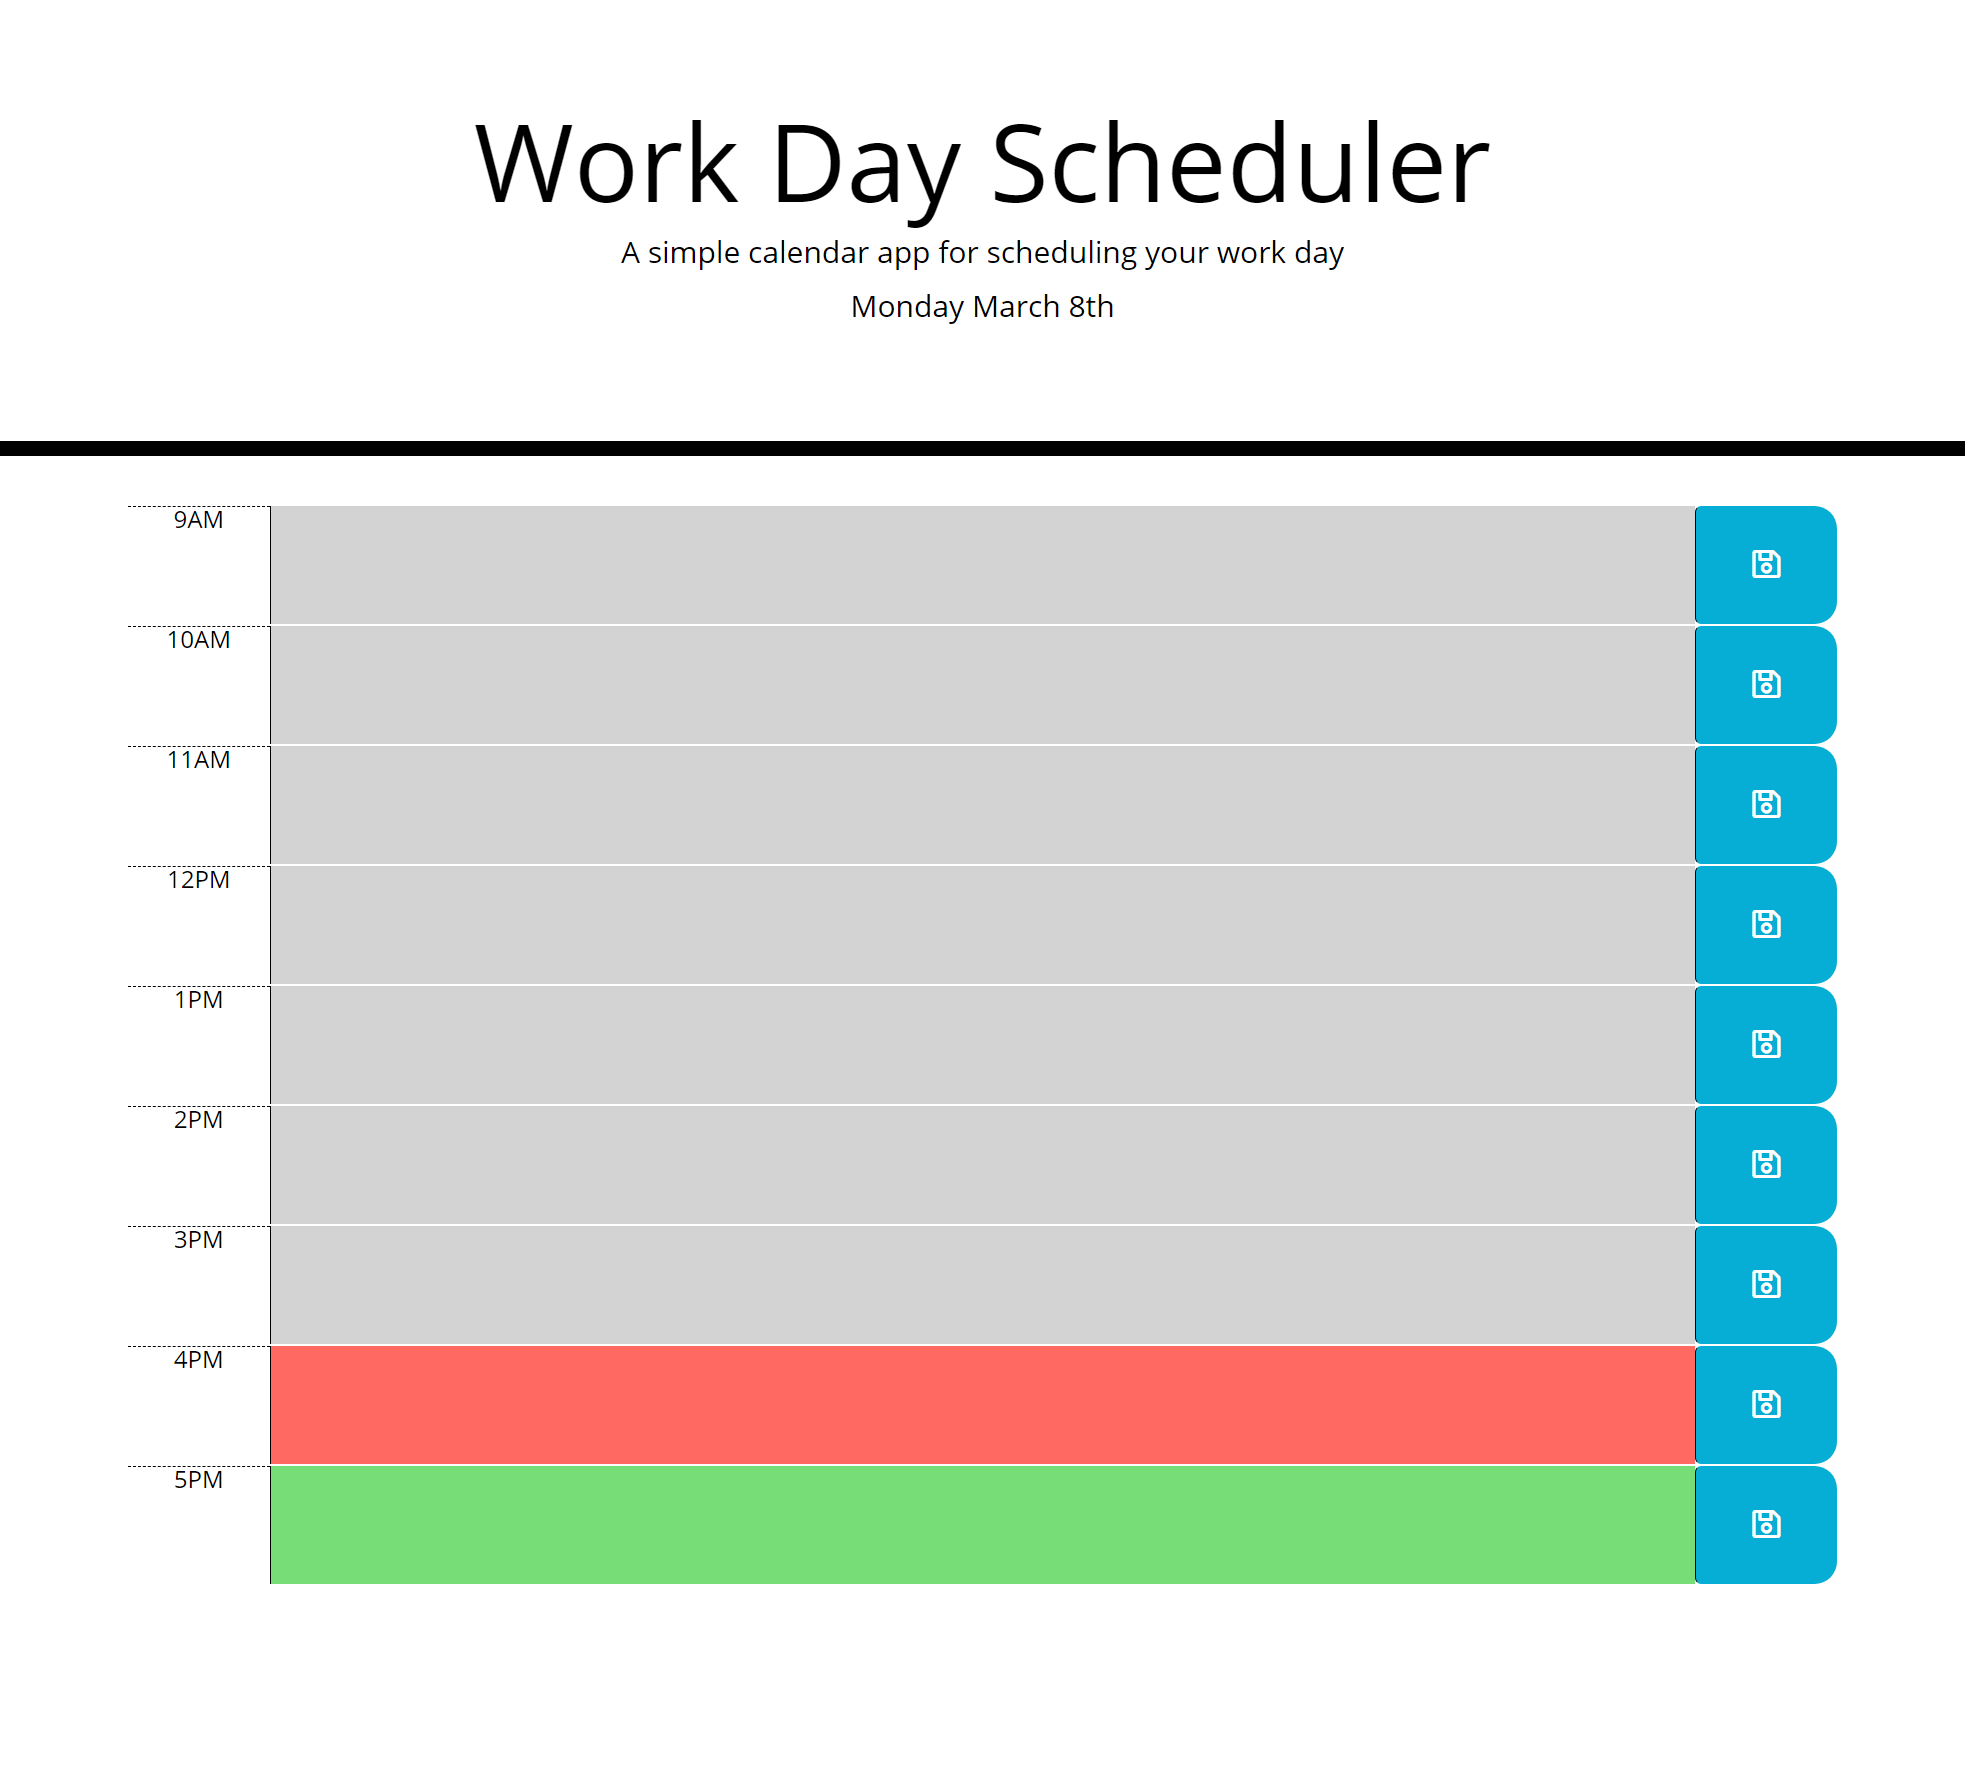 Work Day Scheduler
A simple calendar app for scheduling your work day
Monday March 8th
9AM
10AM
11AM
12PM
1PM
2PM
3PM
4PM
5PM